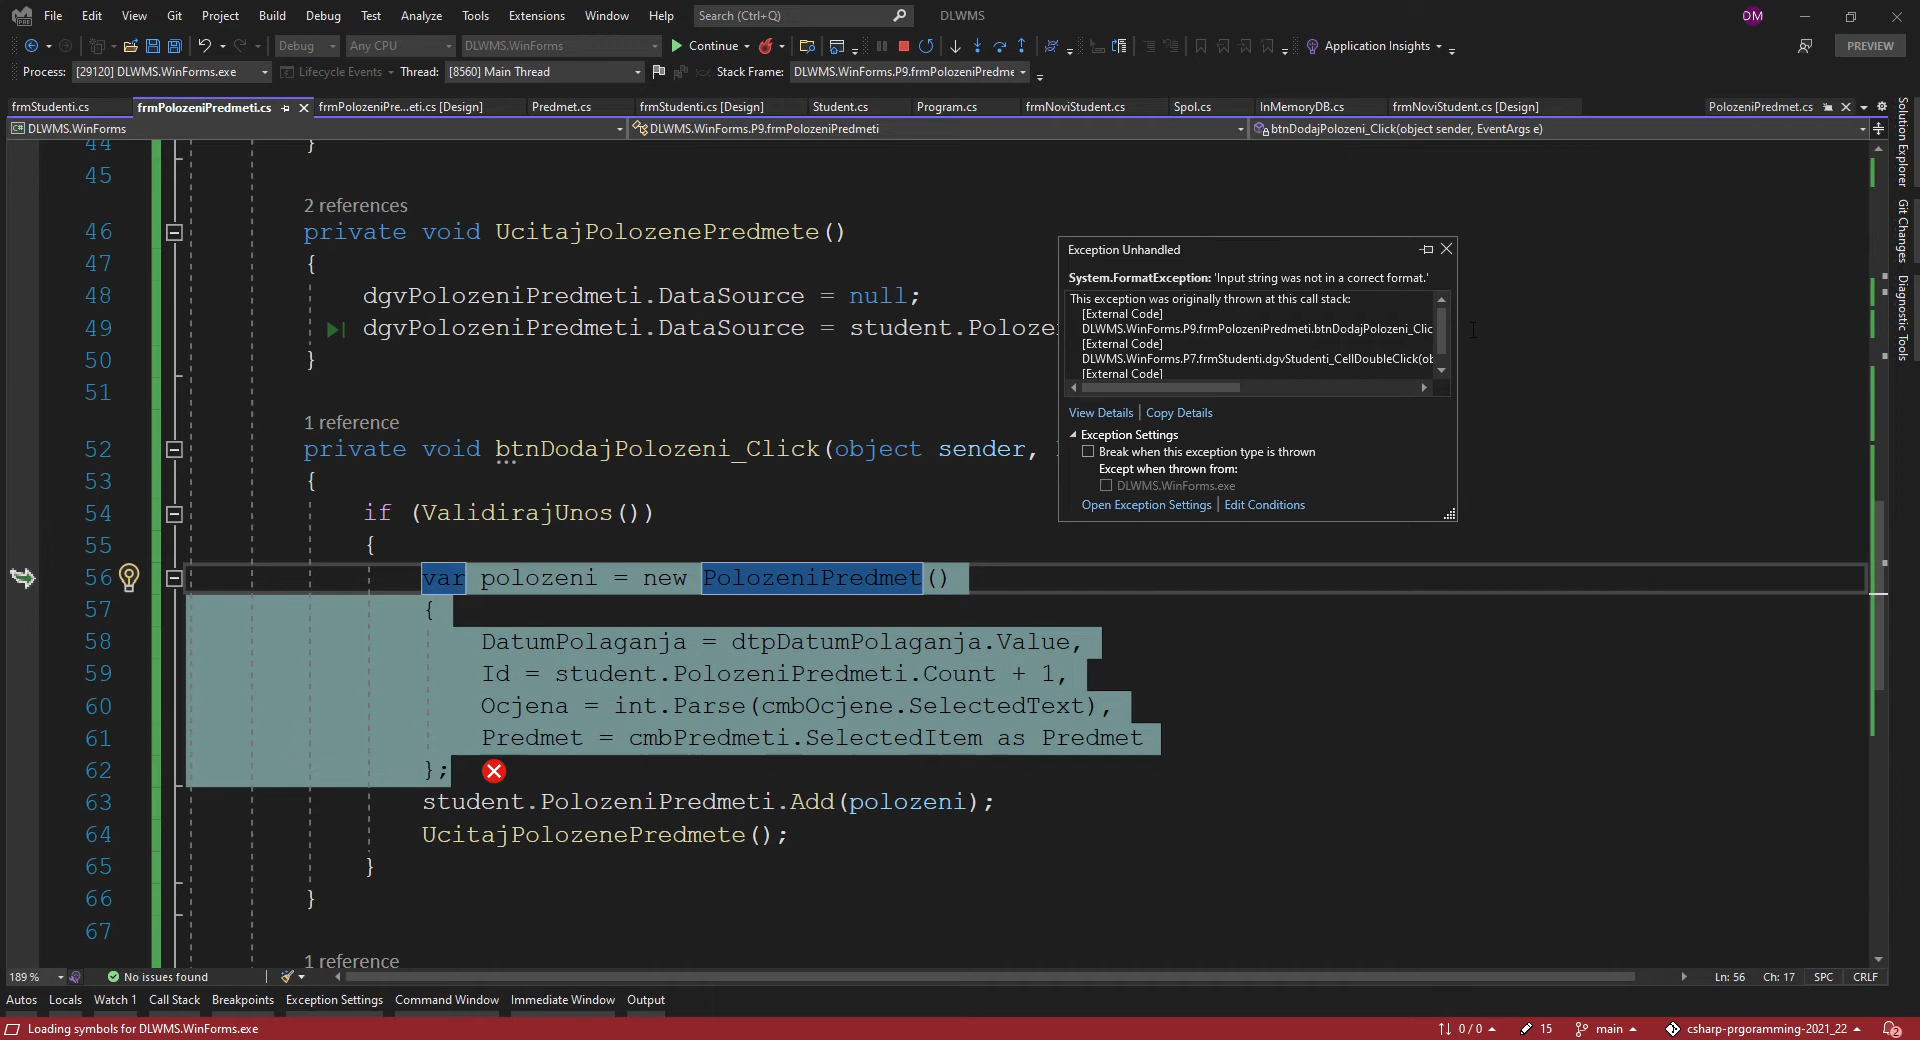 File Edit View Git Project Build Debug Test Analyze Tools Extensions Window Help Search (Ctrl+Q) DLWMS DM
Debug Any CPU DLWMS.WinForms Continue Application Insights PREVIEW
Process: [29120] DLWMS.WinForms.exe Lifecycle Events Thread: [8560] Main Thread Stack Frame: DLWMS.WinForms.P9.frmPolozeniPredme
frmStudenti.cs frmPolozeniPredmeti.cs frmPolozeniPre...eti.cs [Design] Predmet.cs frmStudenti.cs [Design] Student.cs Program.cs frmNoviStudent.cs Spol.cs InMemoryDB.cs frmNoviStudent.cs [Design] PolozeniPredmet.cs
C# DLWMS.WinForms DLWMS.WinForms.P9.frmPolozeniPredmeti btnDodajPolozeni_Click(object sender, EventArgs e)
44 }
45
2 references
46 private void UcitajPolozenePredmete()
47 {
48 dgvPolozeniPredmeti.DataSource = null;
49 dgvPolozeniPredmeti.DataSource = student.Poloze
50 }
51
1 reference
52 private void btnDodajPolozeni_Click(object sender,
53 {
54 if (ValidirajUnos())
55 {
56 var polozeni = new PolozeniPredmet()
57 {
58 DatumPolaganja = dtpDatumPolaganja.Value,
59 Id = student.PolozeniPredmeti.Count + 1,
60 Ocjena = int.Parse(cmbOcjene.SelectedText),
61 Predmet = cmbPredmeti.SelectedItem as Predmet
62 };
63 student.PolozeniPredmeti.Add(polozeni);
64 UcitajPolozenePredmete();
65 }
66 }
67
1 reference
Exception Unhandled
System.FormatException: 'Input string was not in a correct format.'
This exception was originally thrown at this call stack:
[External Code]
DLWMS.WinForms.P9.frmPolozeniPredmeti.btnDodajPolozeni_Clic
[External Code]
DLWMS.WinForms.P7.frmStudenti.dgvStudenti_CellDoubleClick(ob
[External Code]
View Details Copy Details
Exception Settings
Break when this exception type is thrown
Except when thrown from:
DLWMS.WinForms.exe
Open Exception Settings Edit Conditions
Solution Explorer
Git Changes
Diagnostic Tools
189 % No issues found Ln: 56 Ch: 17 SPC CRLF
Autos Locals Watch 1 Call Stack Breakpoints Exception Settings Command Window Immediate Window Output
Loading symbols for DLWMS.WinForms.exe 0 / 0 15 main csharp-prgoramming-2021_22 2